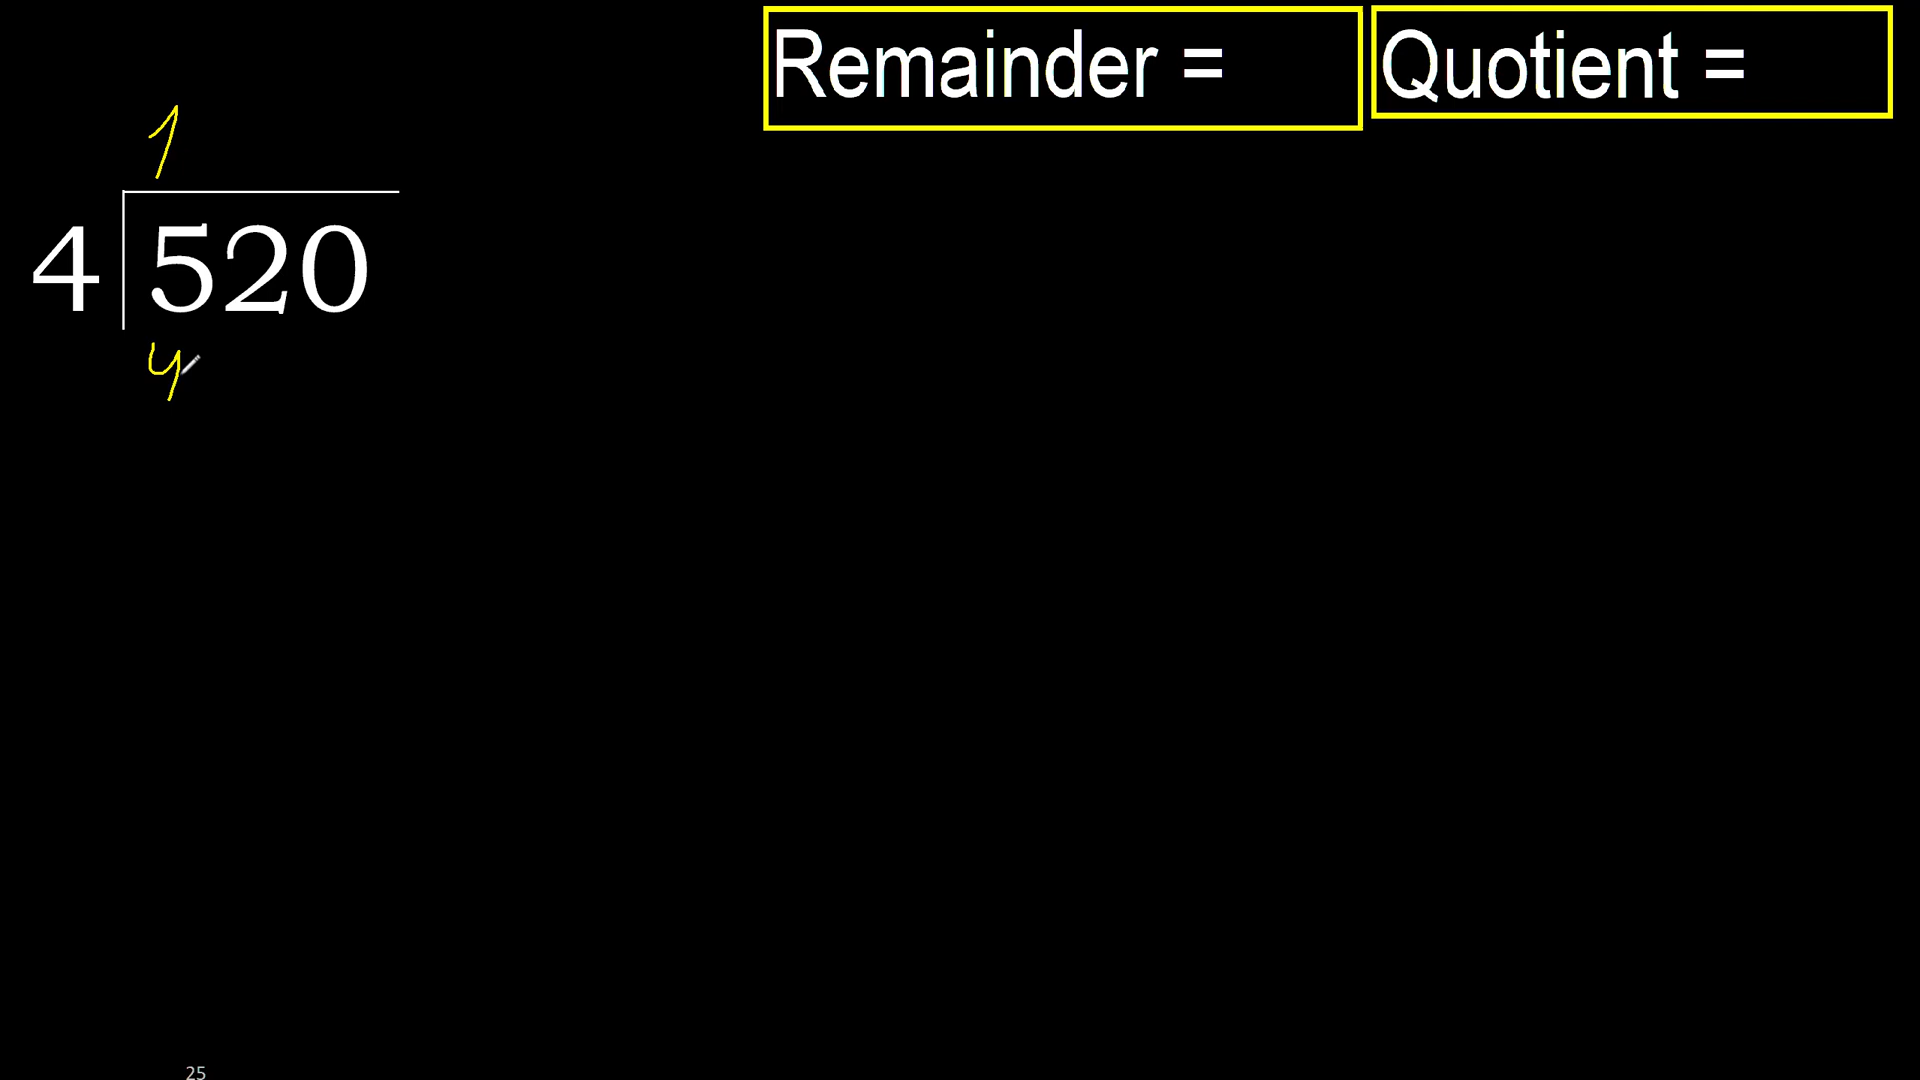 Remainder = Quotient =
1
4 520
4
25